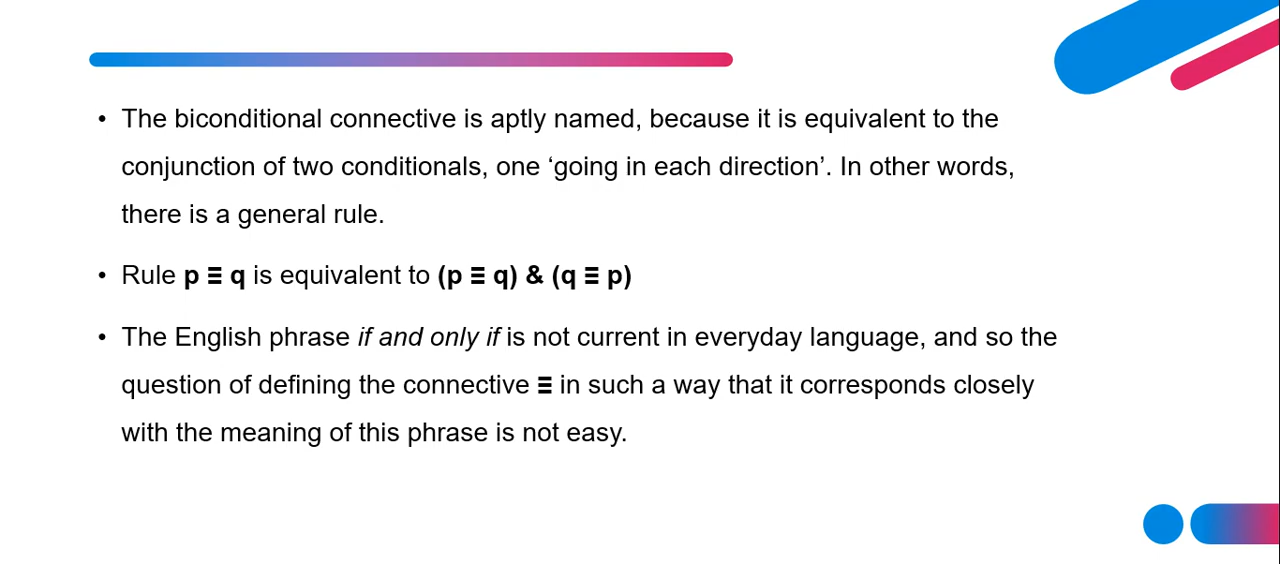 • The biconditional connective is aptly named, because it is equivalent to the
conjunction of two conditionals, one ‘going in each direction’. In other words,
there is a general rule.
• Rule p ≡ q is equivalent to (p ≡ q) & (q ≡ p)
• The English phrase if and only if is not current in everyday language, and so the
question of defining the connective ≡ in such a way that it corresponds closely
with the meaning of this phrase is not easy.